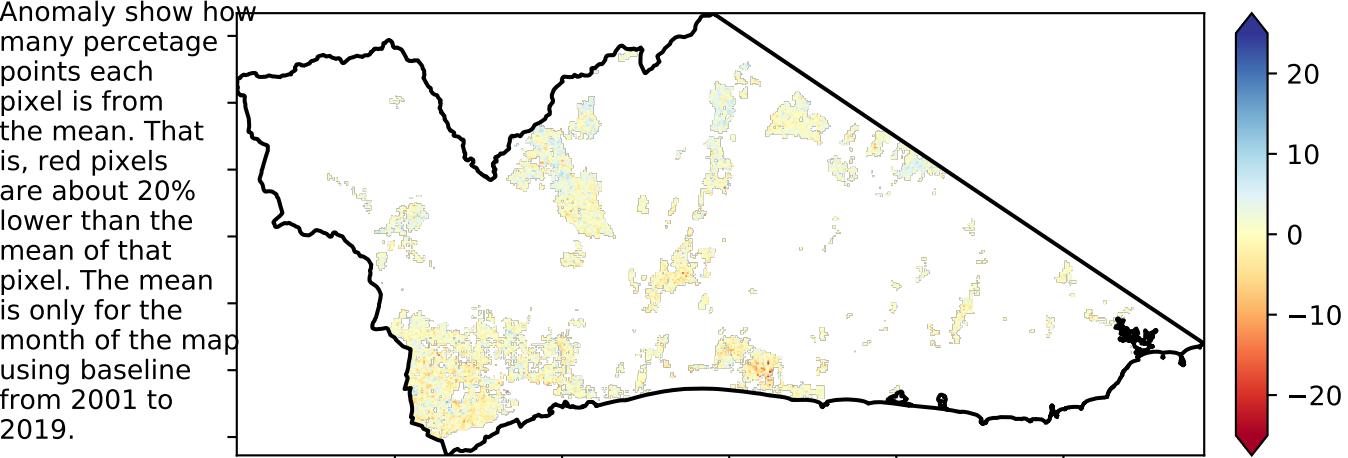 Anomaly show how
many percetage
points each
pixel is from
the mean. That
is, red pixels
are about 20%
lower than the
mean of that
pixel. The mean
is only for the
month of the map
using baseline
from 2001 to
2019.
20
10
0
−10
−20